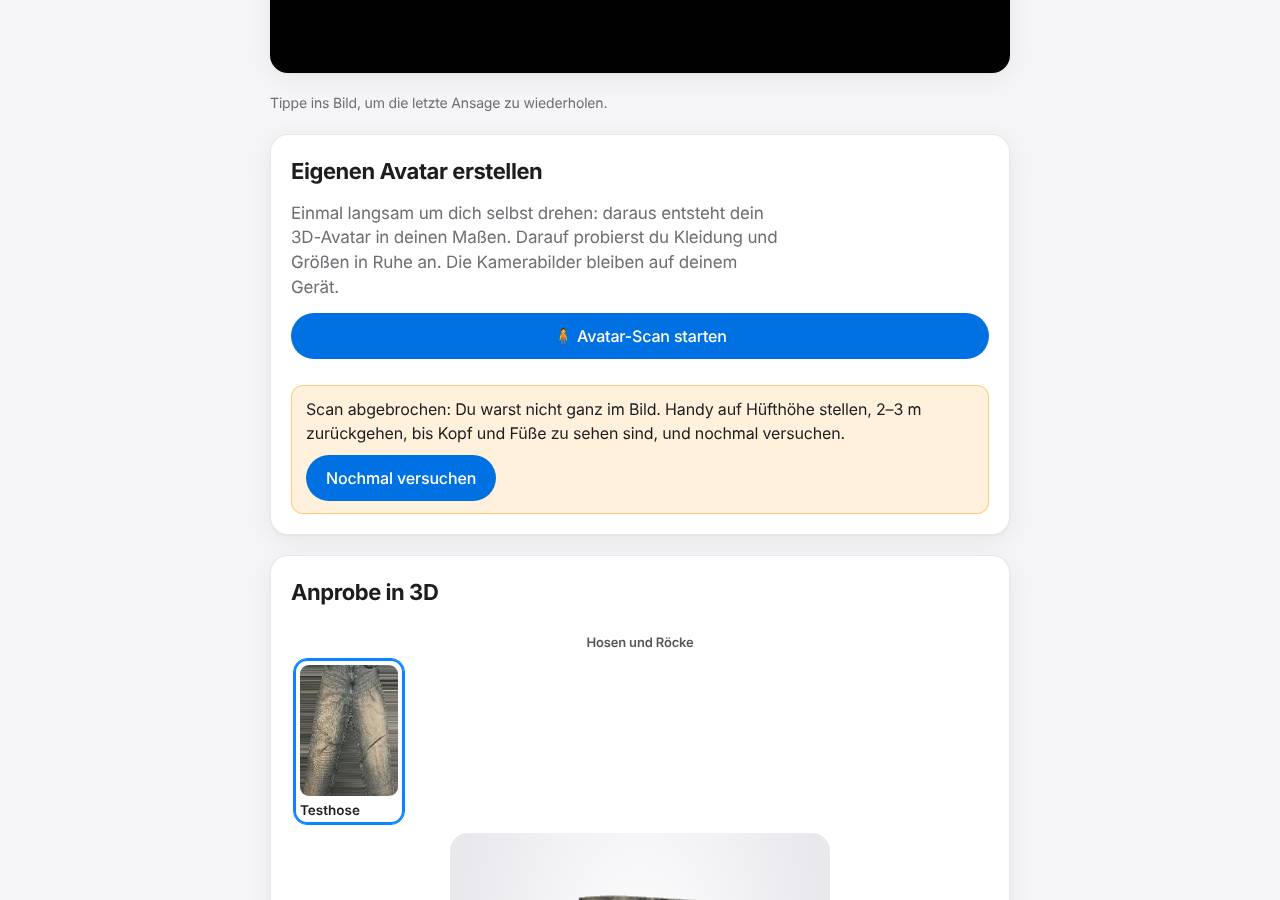 Tippe ins Bild, um die letzte Ansage zu wiederholen.
Eigenen Avatar erstellen
Einmal langsam um dich selbst drehen: daraus entsteht dein
3D-Avatar in deinen Maßen. Darauf probierst du Kleidung und
Größen in Ruhe an. Die Kamerabilder bleiben auf deinem
Gerät.
🧍 Avatar-Scan starten
Scan abgebrochen: Du warst nicht ganz im Bild. Handy auf Hüfthöhe stellen, 2–3 m
zurückgehen, bis Kopf und Füße zu sehen sind, und nochmal versuchen.
Nochmal versuchen
Anprobe in 3D
Hosen und Röcke
Testhose